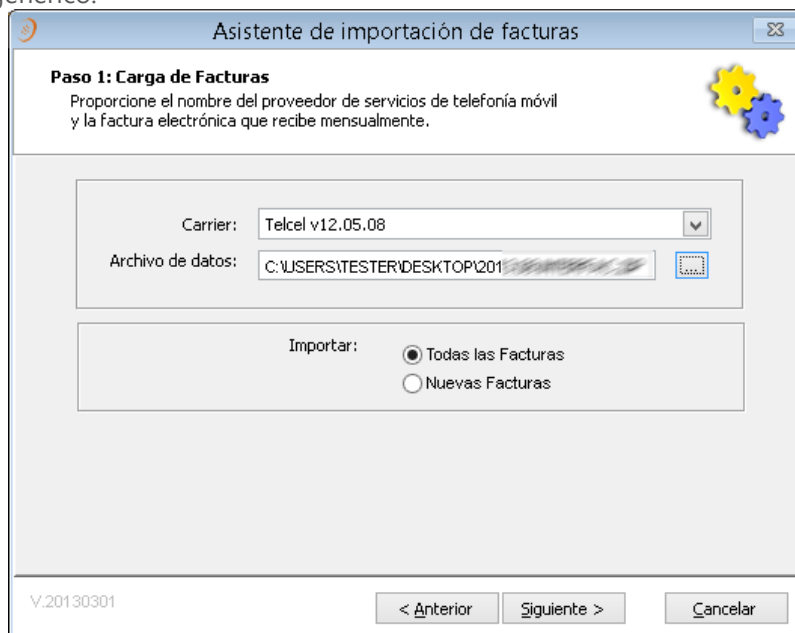 genérico.
Asistente de importación de facturas
Paso 1: Carga de Facturas
Proporcione el nombre del proveedor de servicios de telefonía móvil
y la factura electrónica que recibe mensualmente.
Carrier: Telcel v12.05.08
Archivo de datos: C:\USERS\TESTER\DESKTOP\201 ...
Importar: Todas las Facturas
Nuevas Facturas
V.20130301 < Anterior Siguiente > Cancelar